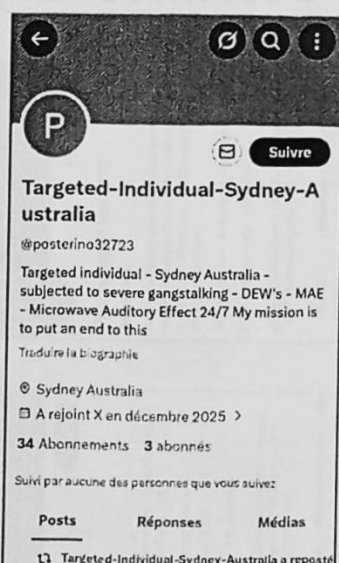 P
Suivre
Targeted-Individual-Sydney-A
ustralia
@posterino32723
Targeted individual - Sydney Australia -
subjected to severe gangstalking - DEW's - MAE
- Microwave Auditory Effect 24/7 My mission is
to put an end to this
Traduire la biographie
Sydney Australia
A rejoint X en décembre 2025 >
34 Abonnements 3 abonnés
Suivi par aucune des personnes que vous suivez
Posts Réponses Médias
Targeted-Individual-Sydney-Australia a reposté